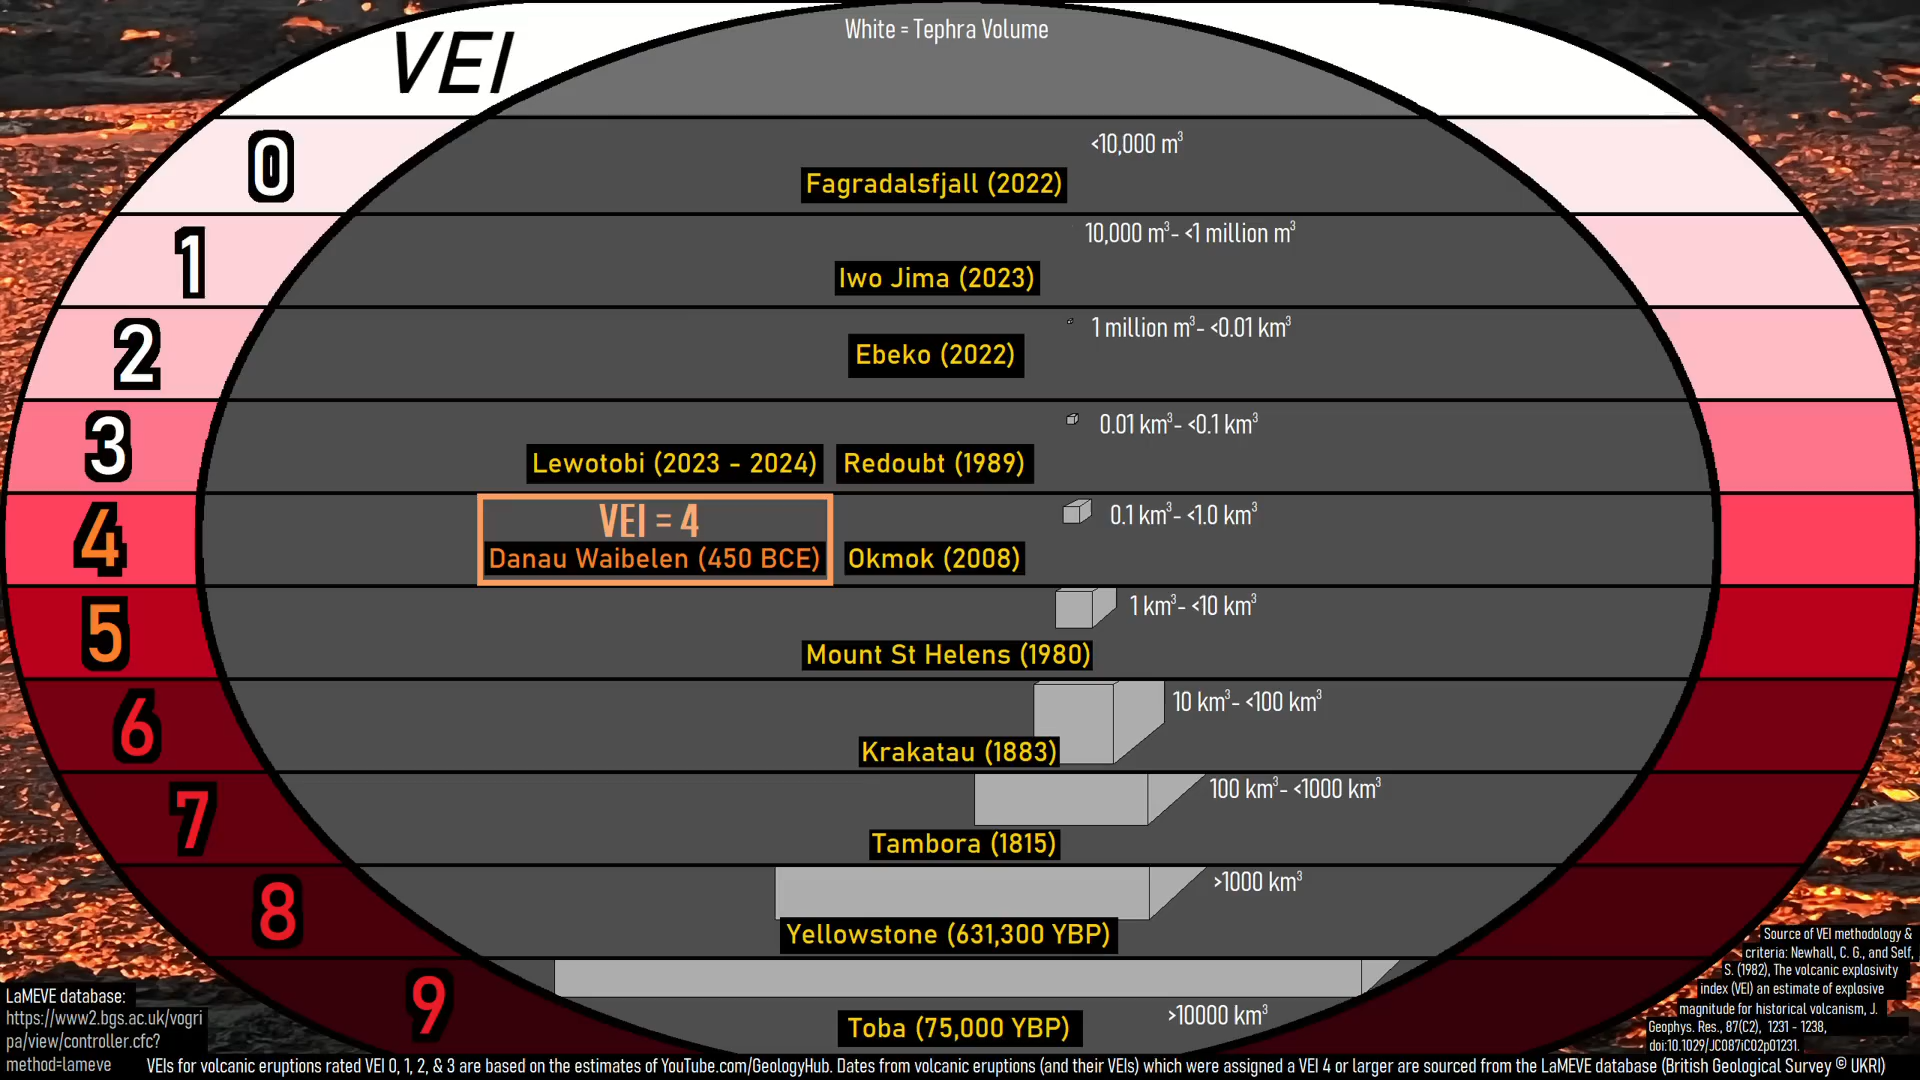 White = Tephra Volume
VEI
0
<10,000 m³
Fagradalsfjall (2022)
1
10,000 m³- <1 million m³
Iwo Jima (2023)
2
1 million m³- <0.01 km³
Ebeko (2022)
3
0.01 km³- <0.1 km³
Lewotobi (2023 - 2024)
Redoubt (1989)
4
VEI = 4
Danau Waibelen (450 BCE)
Okmok (2008)
0.1 km³- <1.0 km³
5
1 km³- <10 km³
Mount St Helens (1980)
6
10 km³- <100 km³
Krakatau (1883)
7
100 km³- <1000 km³
Tambora (1815)
8
>1000 km³
Yellowstone (631,300 YBP)
9
>10000 km³
Toba (75,000 YBP)
LaMEVE database:
https://www2.bgs.ac.uk/vogri
pa/view/controller.cfc?
method=lameve
Source of VEI methodology &
criteria: Newhall, C. G., and Self,
S. (1982), The volcanic explosivity
index (VEI) an estimate of explosive
magnitude for historical volcanism, J.
Geophys. Res., 87(C2), 1231 - 1238,
doi:10.1029/JC087iC02p01231.
VEIs for volcanic eruptions rated VEI 0, 1, 2, & 3 are based on the estimates of YouTube.com/GeologyHub. Dates from volcanic eruptions (and their VEIs) which were assigned a VEI 4 or larger are sourced from the LaMEVE database (British Geological Survey © UKRI)